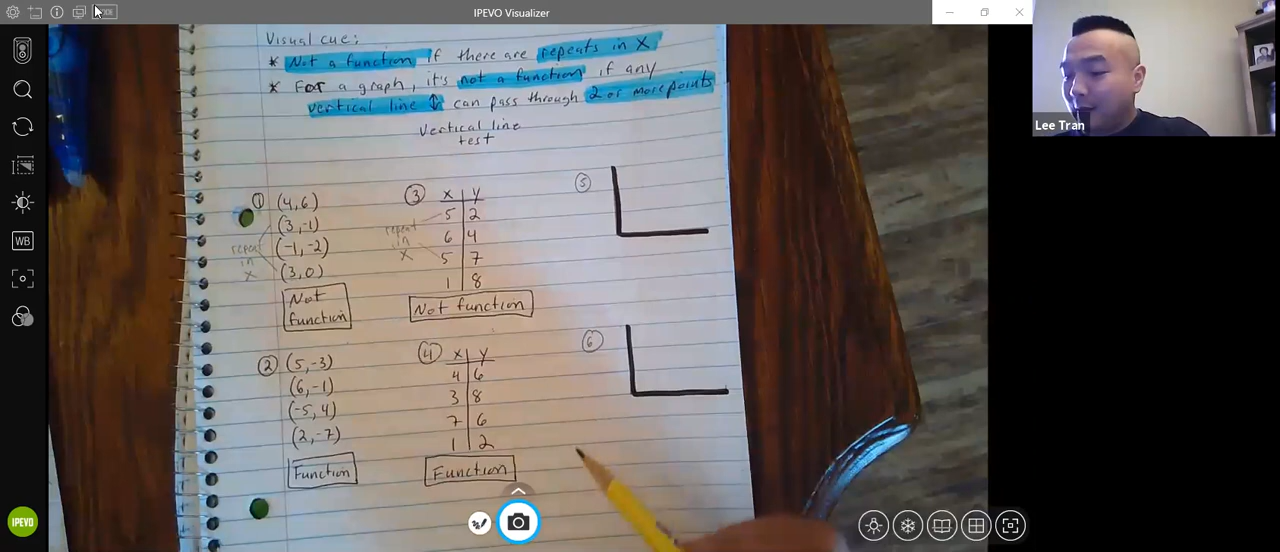 IPEVO Visualizer
Visual cue:
* Not a function if there are repeats in X
* For a graph, it's not a function if any
vertical line ↕ can pass through 2 or more points
Vertical line
test
① (4,6)
(3,-1)
(-1,-2)
(3,0)
repeat
in
X
Not
function
② (5,-3)
(6,-1)
(-5,4)
(2,-7)
Function
③ X Y
5 2
6 4
5 7
1 8
repeat
in
X
Not function
④ X Y
4 6
3 8
7 6
1 2
Function
⑤
⑥
Lee Tran
WB
IPEVO